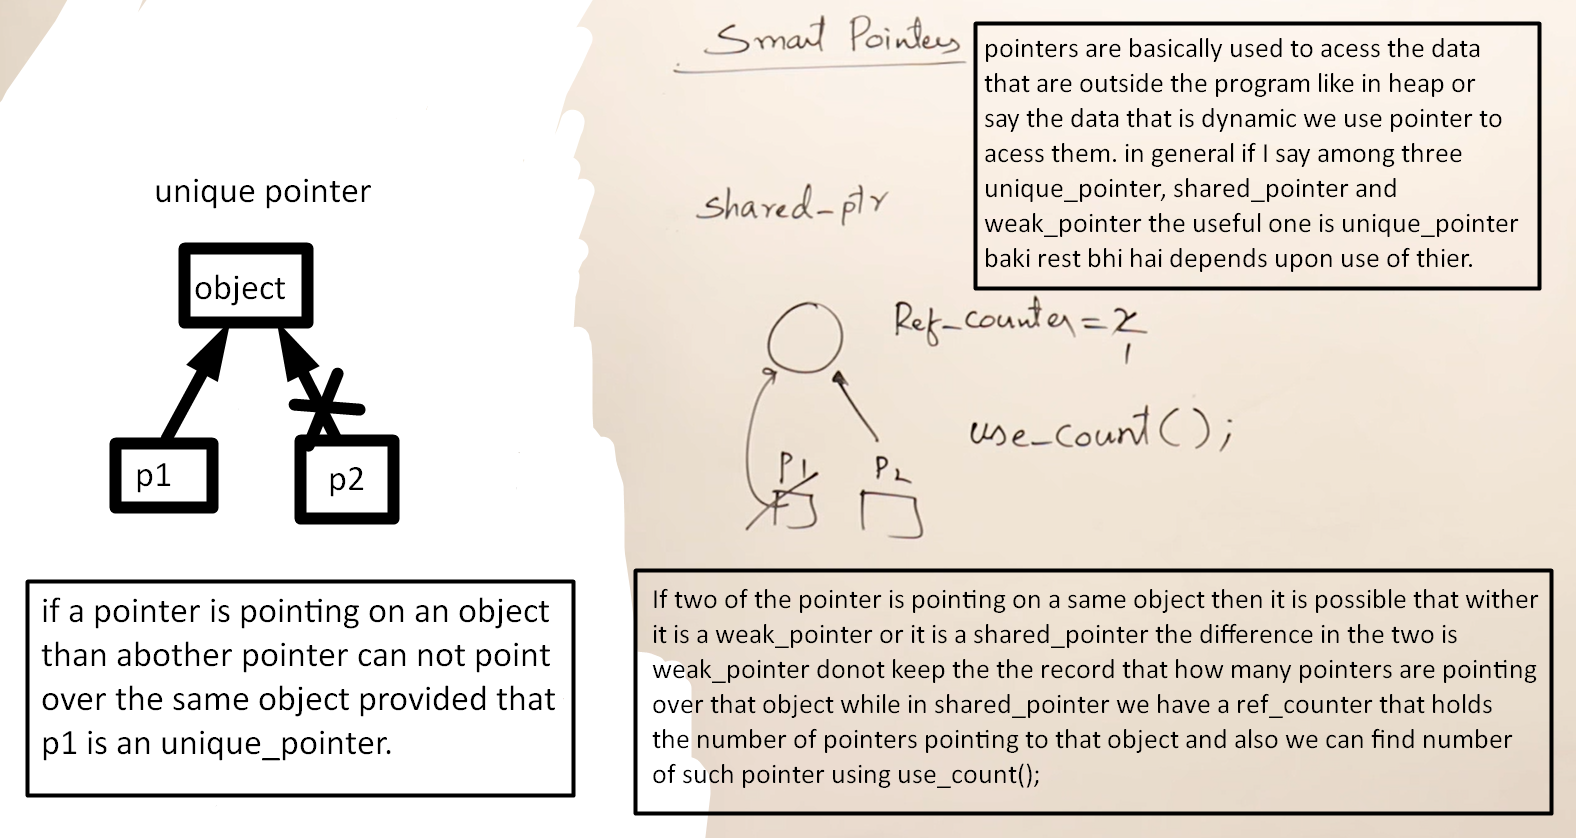 Smart Pointers
pointers are basically used to acess the data
that are outside the program like in heap or
say the data that is dynamic we use pointer to
acess them. in general if I say among three
unique_pointer, shared_pointer and
weak_pointer the useful one is unique_pointer
baki rest bhi hai depends upon use of thier.
unique pointer
object
p1
p2
if a pointer is pointing on an object
than abother pointer can not point
over the same object provided that
p1 is an unique_pointer.
shared_ptr
Ref_counter = 2
1
use_count();
P1
P2
If two of the pointer is pointing on a same object then it is possible that wither
it is a weak_pointer or it is a shared_pointer the difference in the two is
weak_pointer donot keep the the record that how many pointers are pointing
over that object while in shared_pointer we have a ref_counter that holds
the number of pointers pointing to that object and also we can find number
of such pointer using use_count();